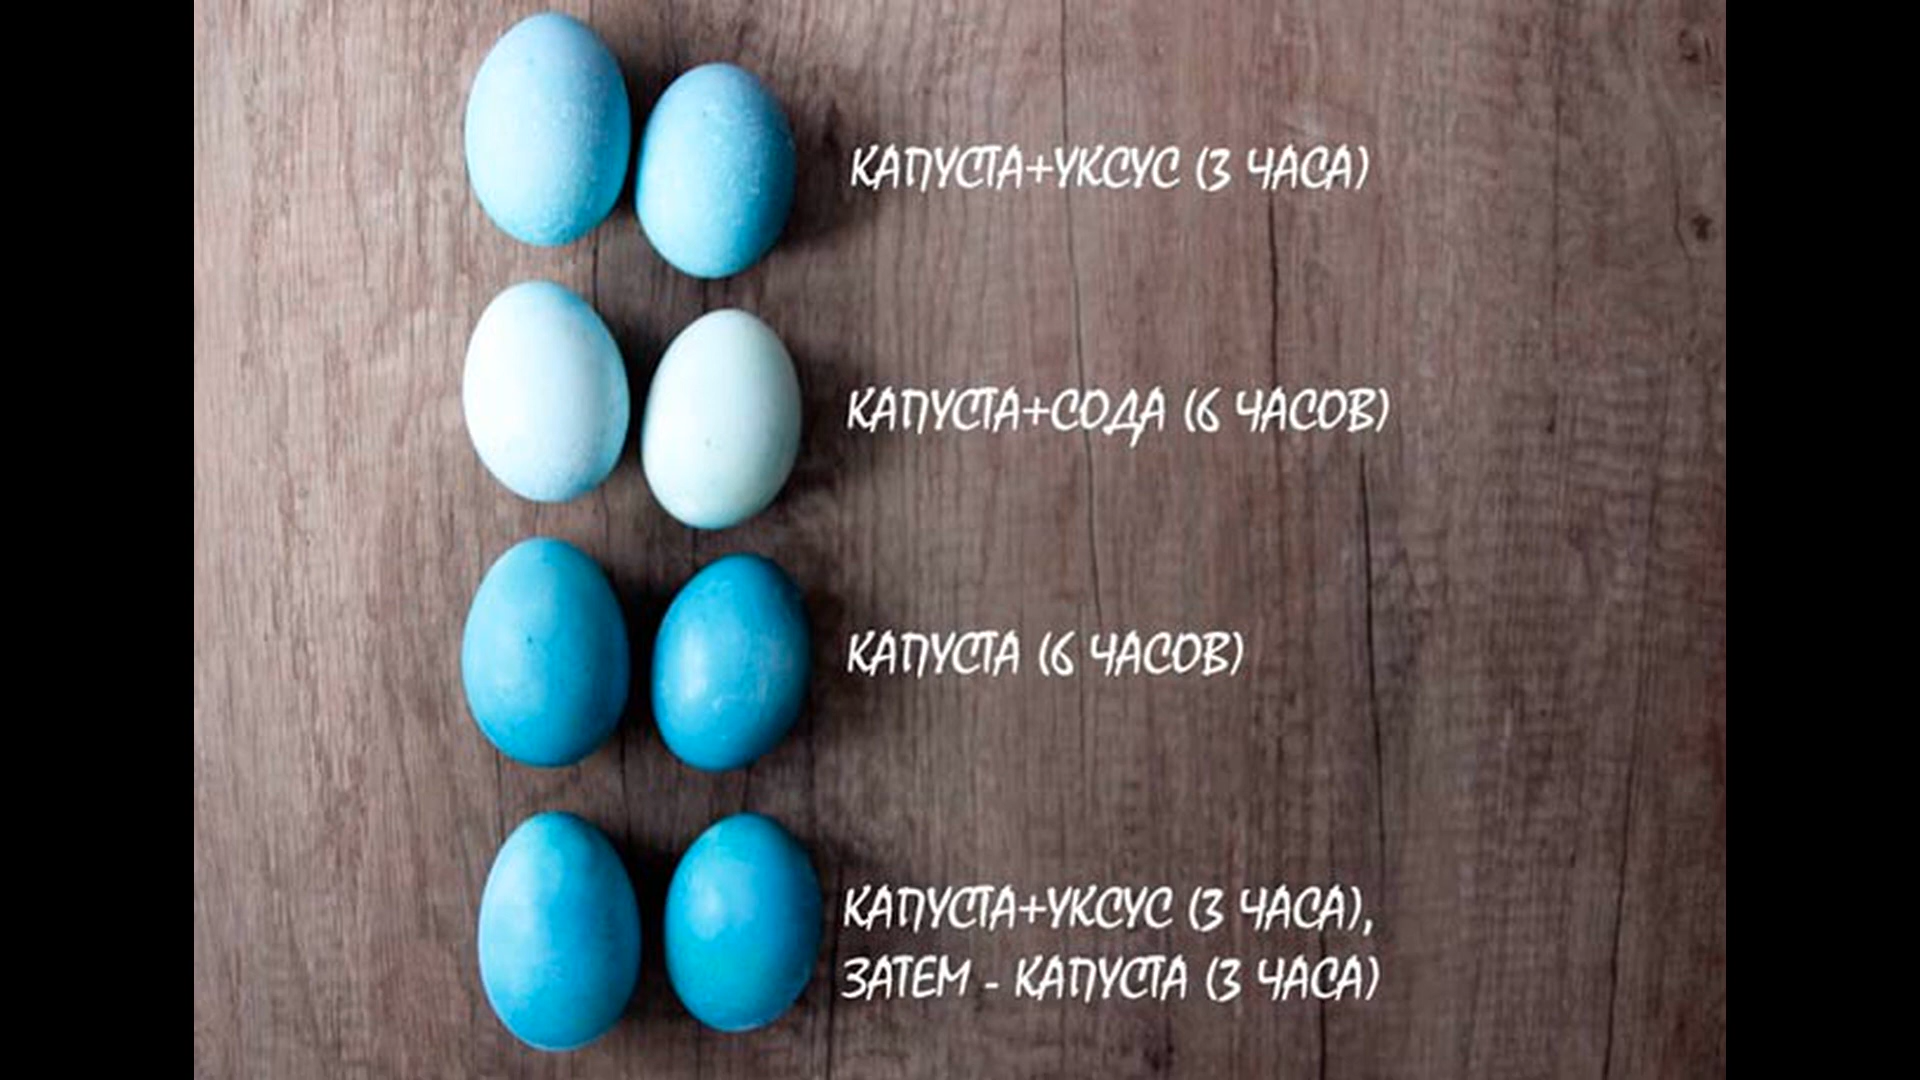 КАПУСТА+УКСУС (3 ЧАСА)
КАПУСТА+СОДА (6 ЧАСОВ)
КАПУСТА (6 ЧАСОВ)
КАПУСТА+УКСУС (3 ЧАСА),
ЗАТЕМ - КАПУСТА (3 ЧАСА)